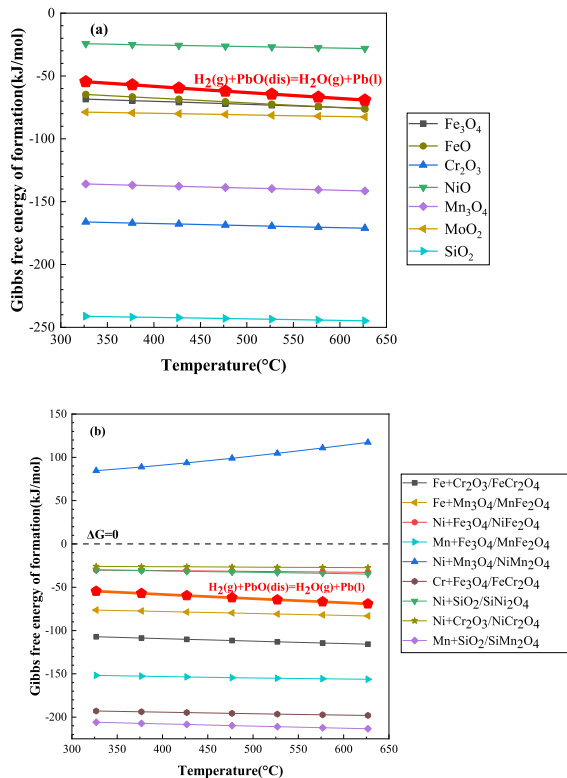 (a)
0
-50
-100
-150
-200
-250
Gibbs free energy of formation(kJ/mol)
H2(g)+PbO(dis)=H2O(g)+Pb(l)
300 350 400 450 500 550 600 650
Temperature(°C)
Fe3O4
FeO
Cr2O3
NiO
Mn3O4
MoO2
SiO2
(b)
150
100
50
0
-50
-100
-150
-200
Gibbs free energy of formation(kJ/mol)
ΔG=0
H2(g)+PbO(dis)=H2O(g)+Pb(l)
300 350 400 450 500 550 600 650
Temperature(°C)
Fe+Cr2O3/FeCr2O4
Fe+Mn3O4/MnFe2O4
Ni+Fe3O4/NiFe2O4
Mn+Fe3O4/MnFe2O4
Ni+Mn3O4/NiMn2O4
Cr+Fe3O4/FeCr2O4
Ni+SiO2/SiNi2O4
Ni+Cr2O3/NiCr2O4
Mn+SiO2/SiMn2O4